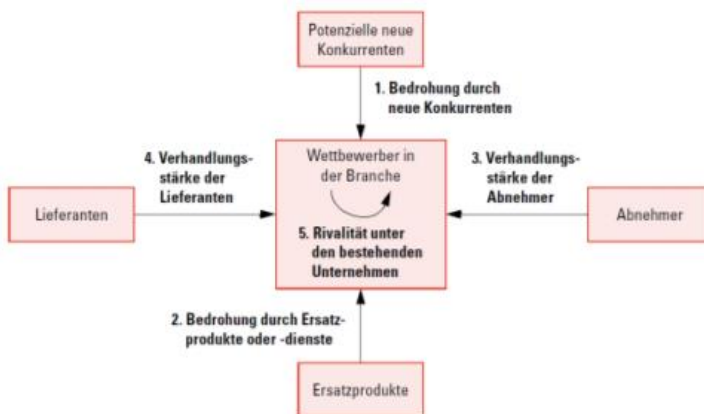 Potenzielle neue
Konkurrenten
1. Bedrohung durch
neue Konkurrenten
4. Verhandlungs-
stärke der
Lieferanten
Wettbewerber in
der Branche
3. Verhandlungs-
stärke der
Abnehmer
Lieferanten
5. Rivalität unter
den bestehenden
Unternehmen
Abnehmer
2. Bedrohung durch Ersatz-
produkte oder -dienste
Ersatzprodukte